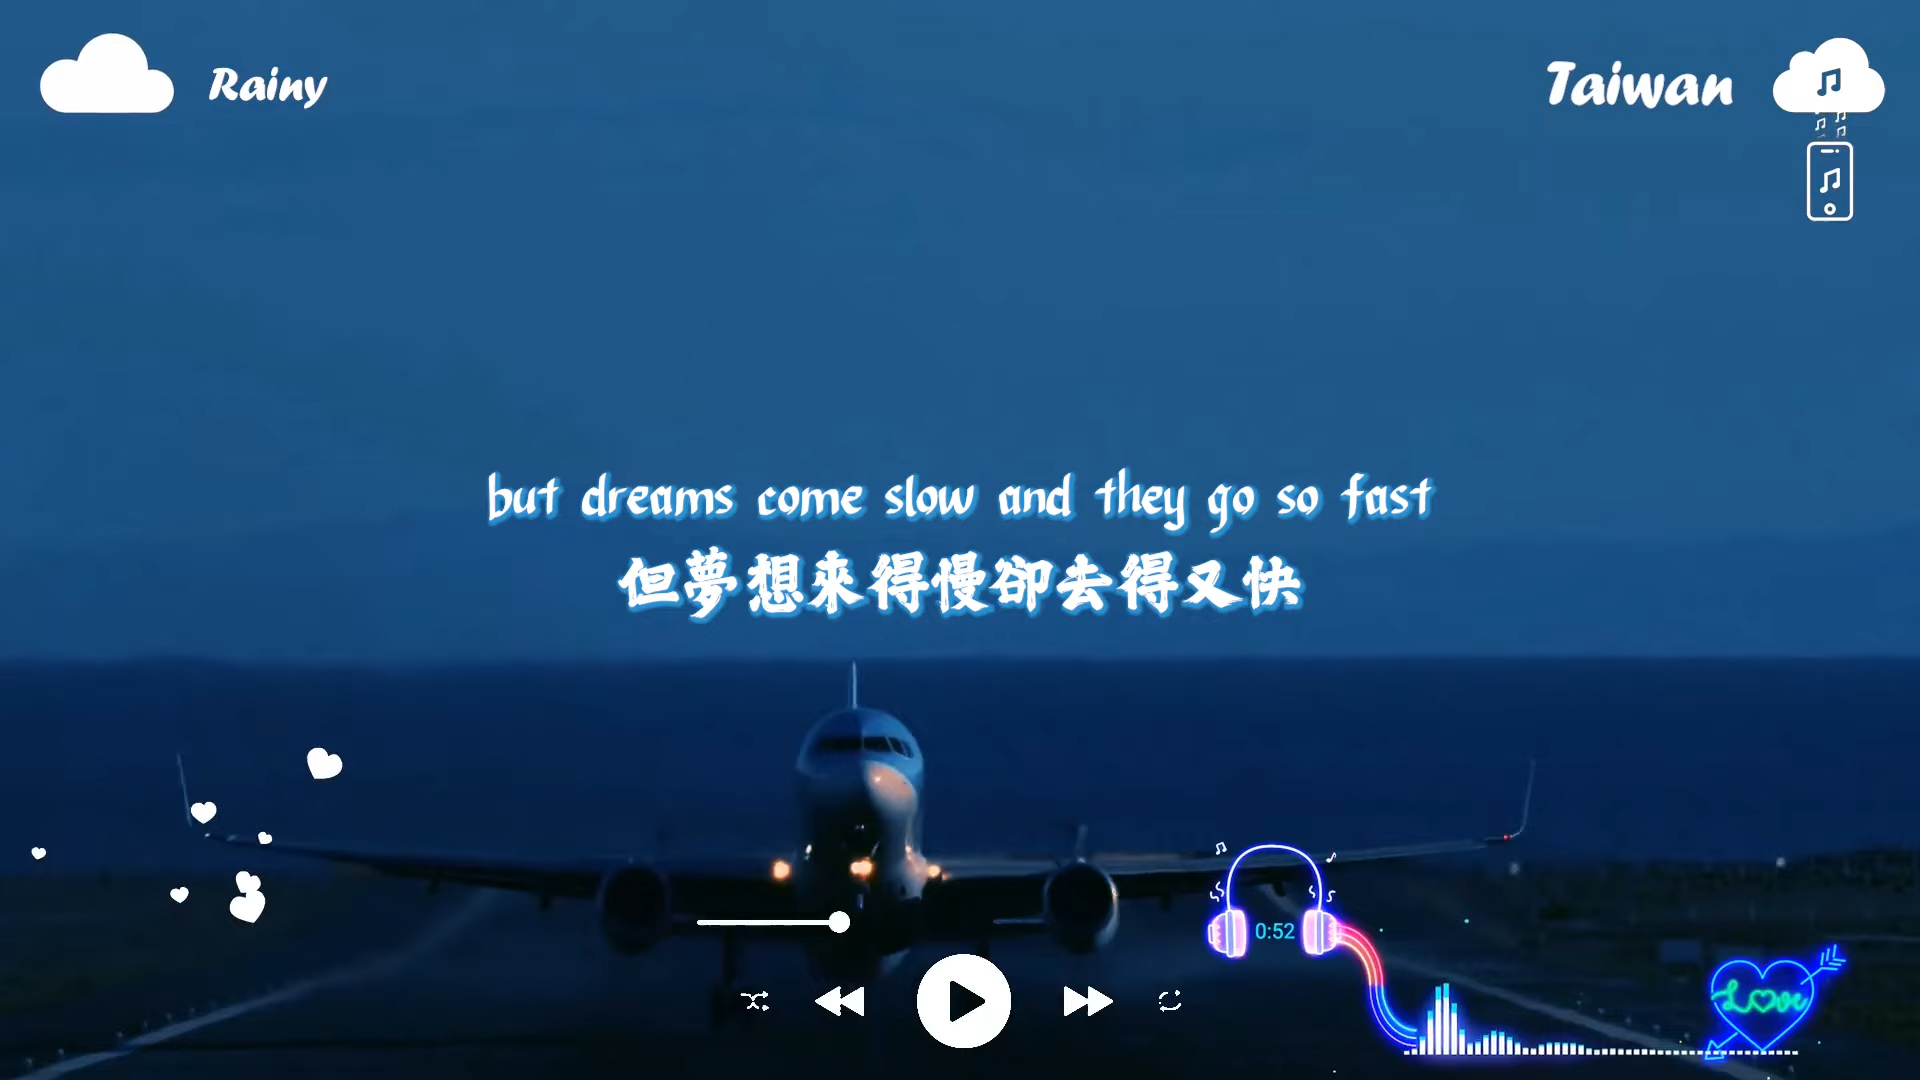 Rainy
Taiwan
but dreams come slow and they go so fast
但夢想來得慢卻去得又快
0:52
Love